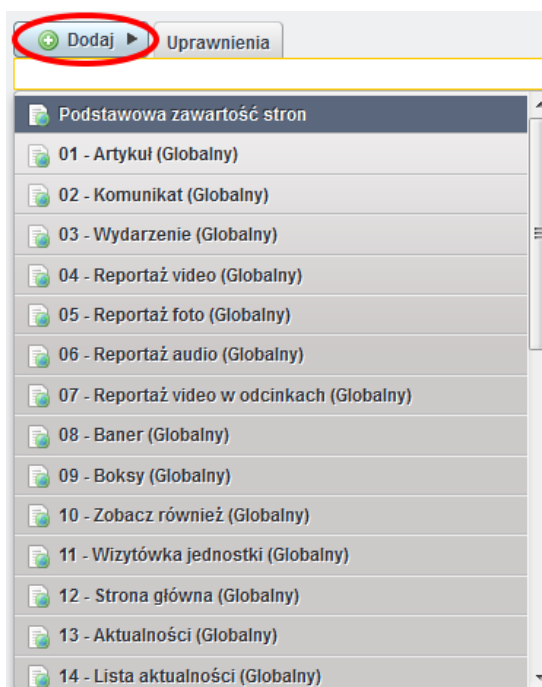 Dodaj
Uprawnienia
Podstawowa zawartość stron
01 - Artykuł (Globalny)
02 - Komunikat (Globalny)
03 - Wydarzenie (Globalny)
04 - Reportaż video (Globalny)
05 - Reportaż foto (Globalny)
06 - Reportaż audio (Globalny)
07 - Reportaż video w odcinkach (Globalny)
08 - Baner (Globalny)
09 - Boksy (Globalny)
10 - Zobacz również (Globalny)
11 - Wizytówka jednostki (Globalny)
12 - Strona główna (Globalny)
13 - Aktualności (Globalny)
14 - Lista aktualności (Globalny)